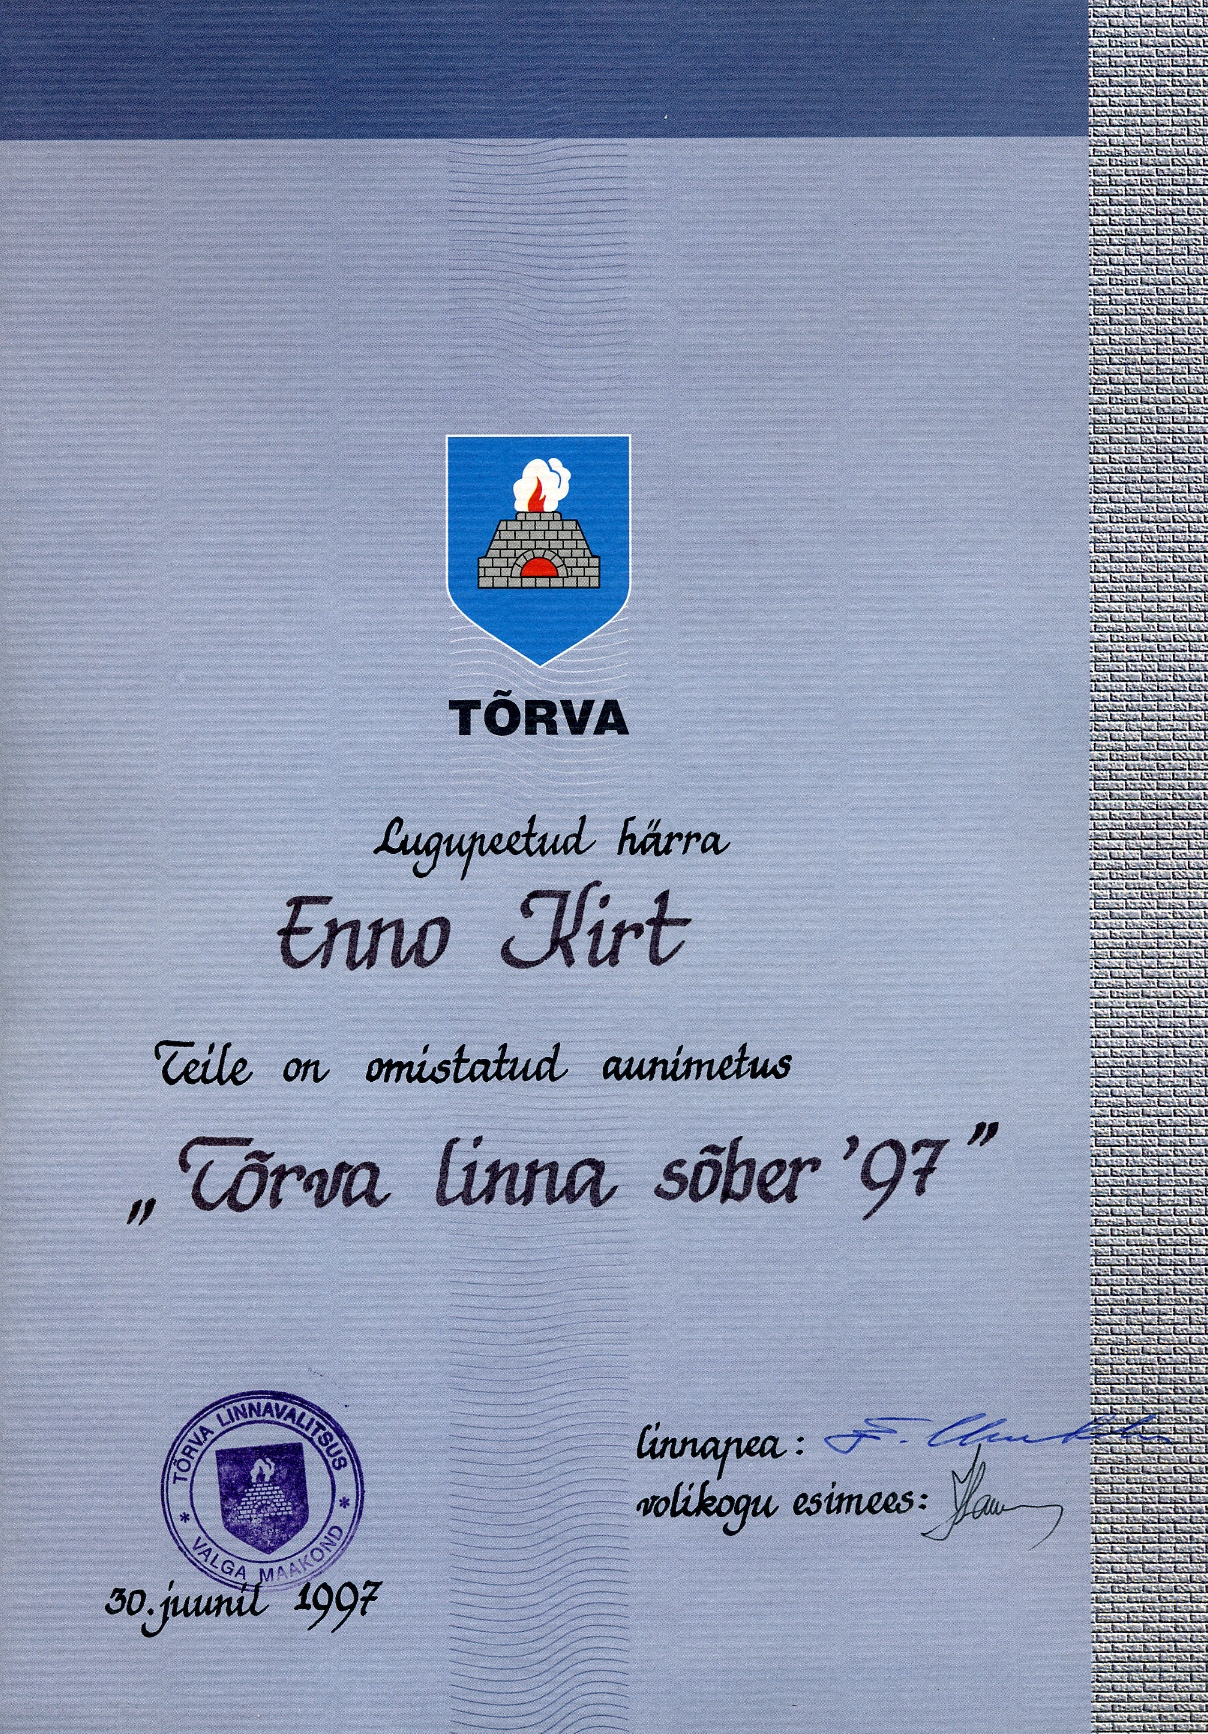 TÕRVA
Lugupeetud härra
Enno Kirt
Teile on omistatud aunimetus
„Tõrva linna sõber '97”
TÕRVA LINNAVALITSUS
* VALGA MAAKOND *
linnapea:
volikogu esimees:
30. juunil 1997